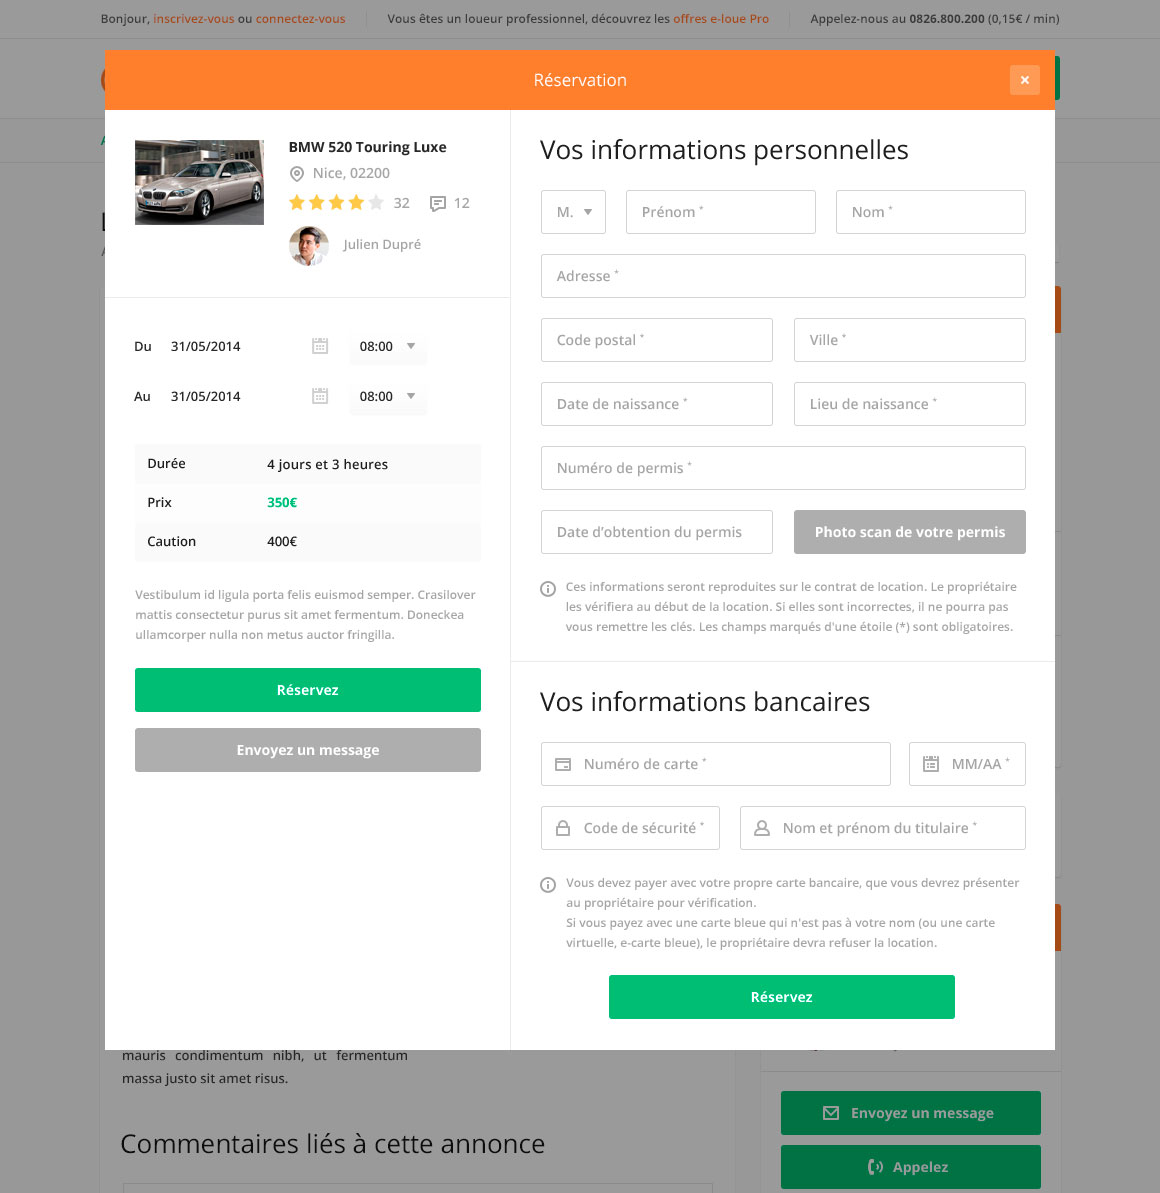 Bonjour, inscrivez-vous ou connectez-vous
Vous êtes un loueur professionnel, découvrez les offres e-loue Pro
Appelez-nous au 0826.800.200 (0,15€ / min)
Réservation
BMW 520 Touring Luxe
Nice, 02200
32
12
Julien Dupré
Du 31/05/2014 08:00
Au 31/05/2014 08:00
Durée 4 jours et 3 heures
Prix 350€
Caution 400€
Vestibulum id ligula porta felis euismod semper. Crasilover
mattis consectetur purus sit amet fermentum. Doneckea
ullamcorper nulla non metus auctor fringilla.
Réservez
Envoyez un message
Vos informations personnelles
M. Prénom * Nom *
Adresse *
Code postal * Ville *
Date de naissance * Lieu de naissance *
Numéro de permis *
Date d'obtention du permis Photo scan de votre permis
Ces informations seront reproduites sur le contrat de location. Le propriétaire
les vérifiera au début de la location. Si elles sont incorrectes, il ne pourra pas
vous remettre les clés. Les champs marqués d'une étoile (*) sont obligatoires.
Vos informations bancaires
Numéro de carte * MM/AA *
Code de sécurité * Nom et prénom du titulaire *
Vous devez payer avec votre propre carte bancaire, que vous devrez présenter
au propriétaire pour vérification.
Si vous payez avec une carte bleue qui n'est pas à votre nom (ou une carte
virtuelle, e-carte bleue), le propriétaire devra refuser la location.
Réservez
mauris condimentum nibh, ut fermentum
massa justo sit amet risus.
Commentaires liés à cette annonce
Envoyez un message
Appelez